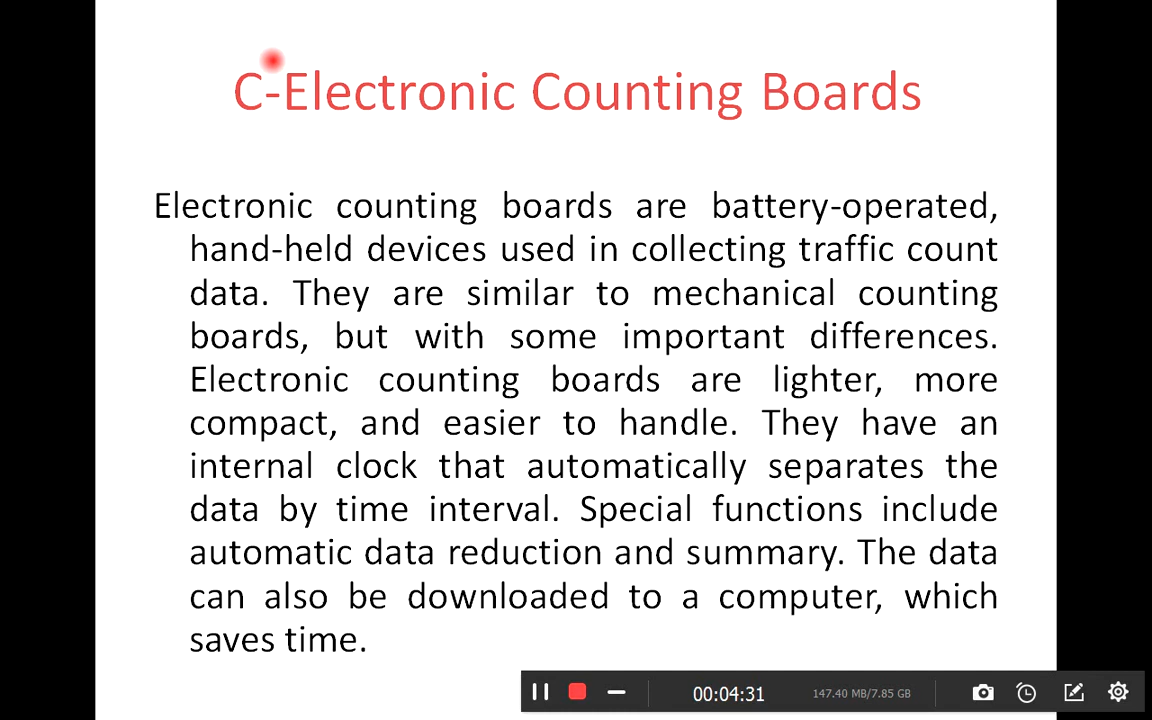 C-Electronic Counting Boards
Electronic counting boards are battery-operated,
hand-held devices used in collecting traffic count
data. They are similar to mechanical counting
boards, but with some important differences.
Electronic counting boards are lighter, more
compact, and easier to handle. They have an
internal clock that automatically separates the
data by time interval. Special functions include
automatic data reduction and summary. The data
can also be downloaded to a computer, which
saves time.
00:04:31
147.40 MB/7.85 GB